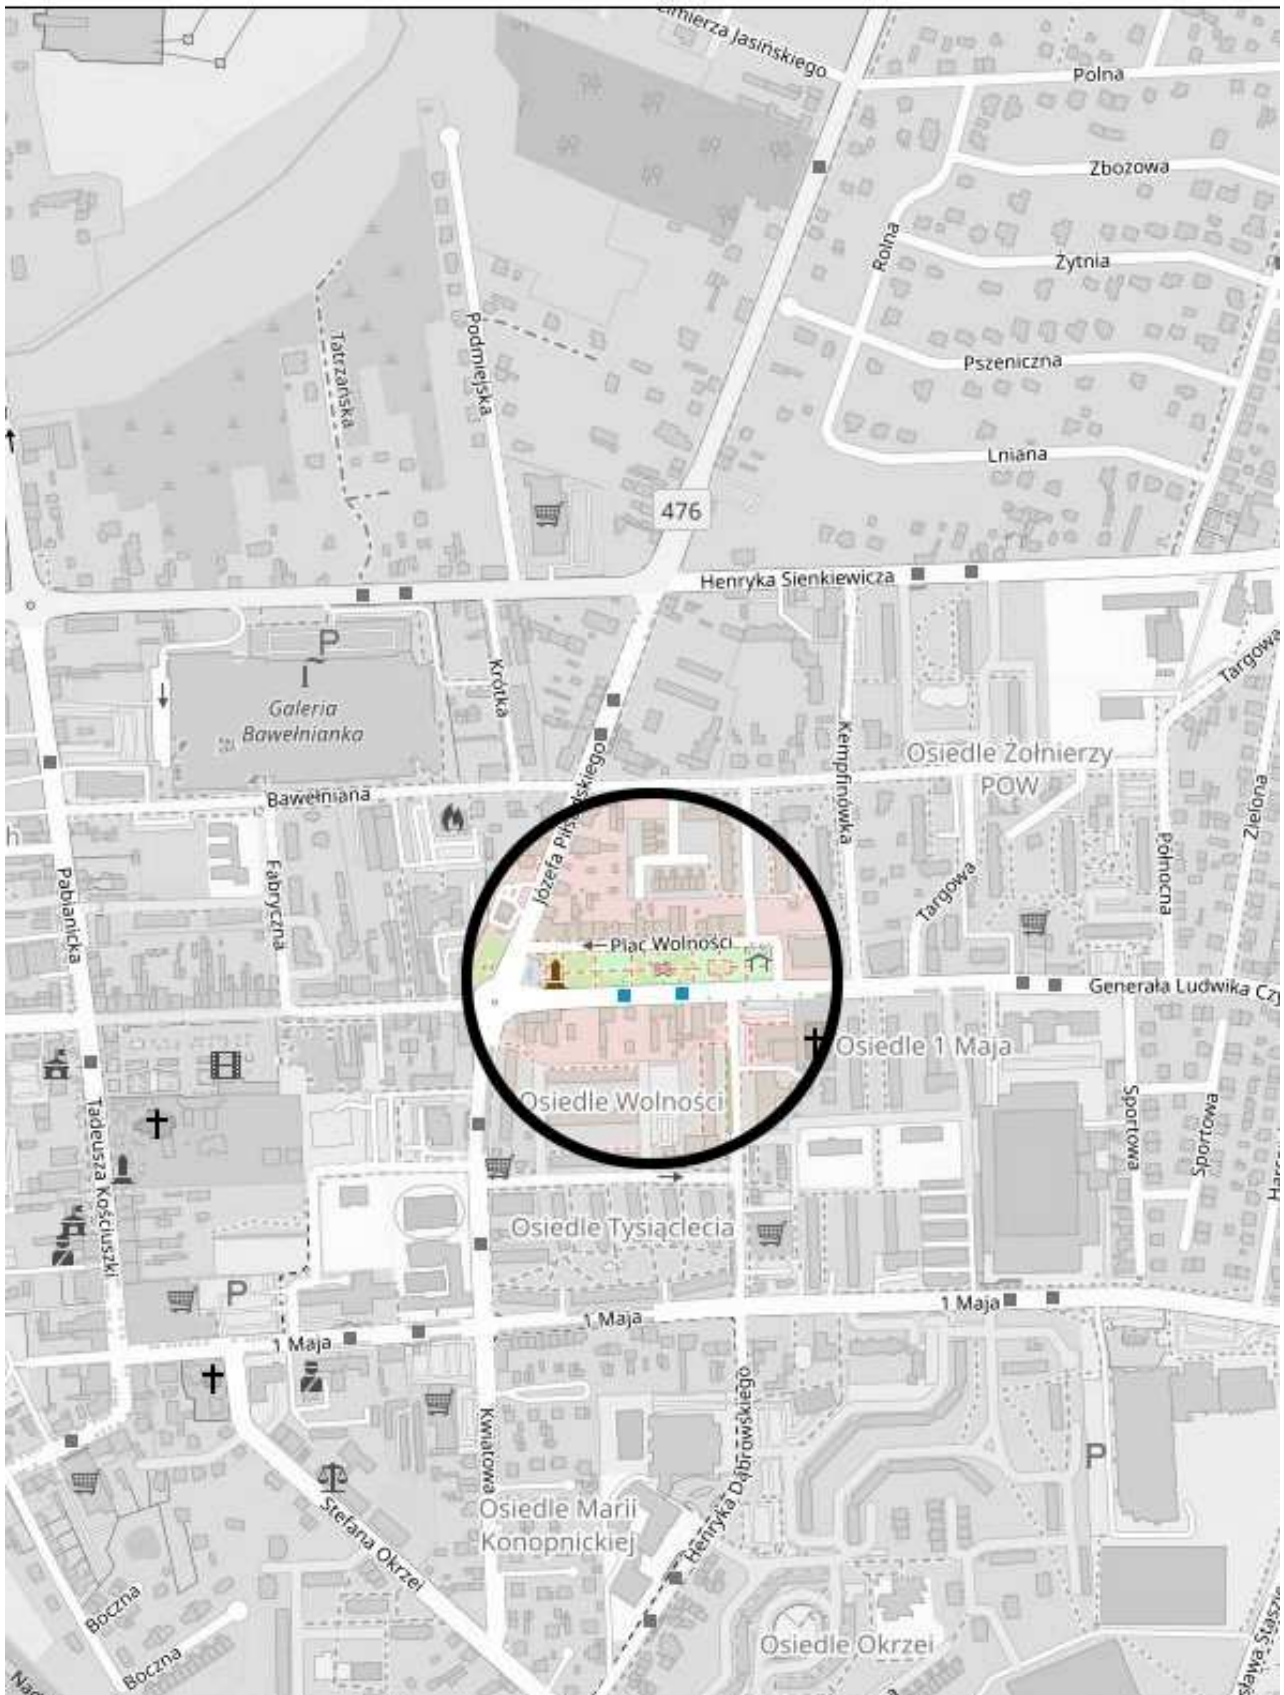 zimierza Jasińskiego
Polna
Zbożowa
Rolna
Żytnia
Podmiejska
Tatrzańska
Pszeniczna
Lniana
476
Henryka Sienkiewicza
P
Targowa
Krótka
Galeria
Bawełnianka
Józefa Piłsudskiego
Kempfinówka
Osiedle Żołnierzy
POW
Bawełniana
Zielona
h
Pabianicka
Fabryczna
Północna
Targowa
Plac Wolności
Generała Ludwika Czy
Osiedle 1 Maja
Osiedle Wolności
Sportowa
Sportowa
Tadeusza Kościuszki
Osiedle Tysiąclecia
P
1 Maja
1 Maja
1 Maja
Kwiatowa
Henryka Dąbrowskiego
P
Osiedle Marii
Konopnickiej
Stefana Okrzei
Boczna
Boczna
Osiedle Okrzei
sława Staszic